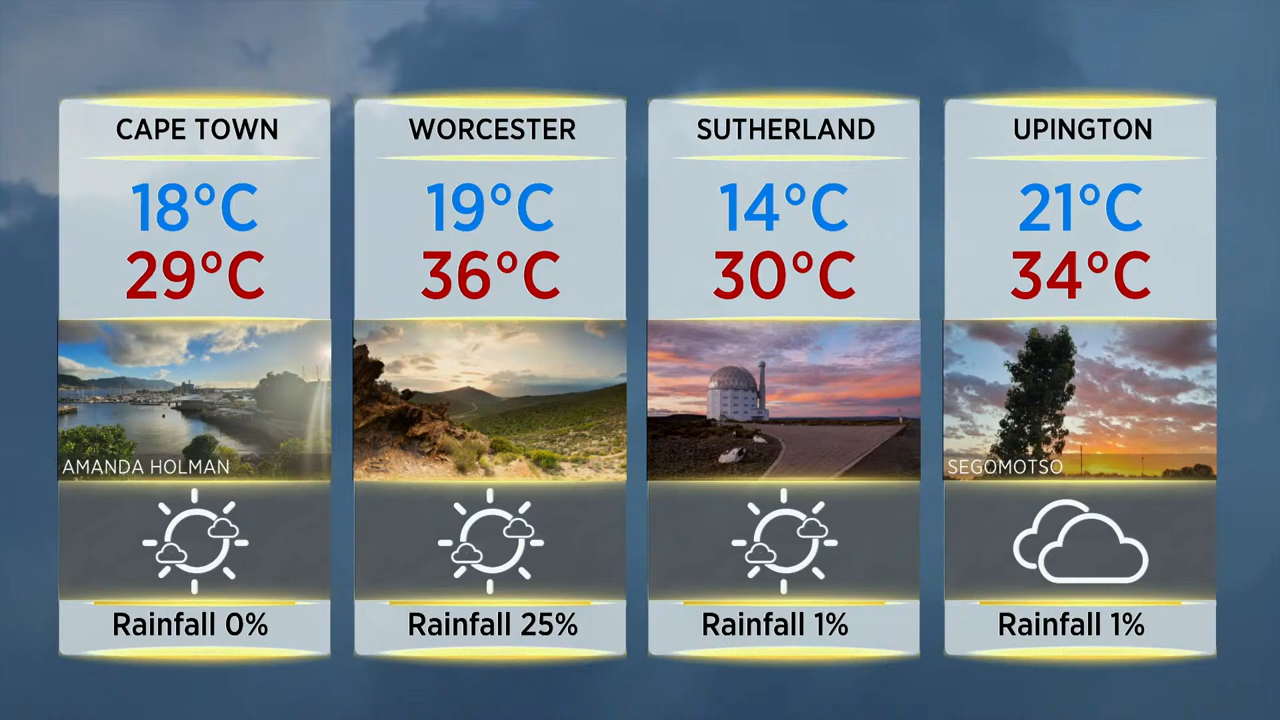 CAPE TOWN
18°C
29°C
AMANDA HOLMAN
Rainfall 0%
WORCESTER
19°C
36°C
Rainfall 25%
SUTHERLAND
14°C
30°C
Rainfall 1%
UPINGTON
21°C
34°C
SEGOMOTSO
Rainfall 1%